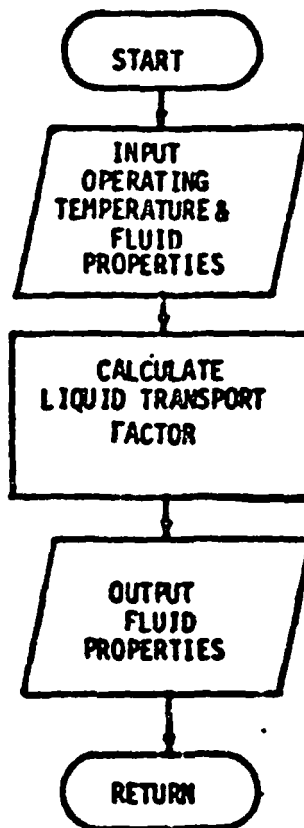 START
INPUT
OPERATING
TEMPERATURE &
FLUID
PROPERTIES
CALCULATE
LIQUID TRANSPORT
FACTOR
OUTPUT
FLUID
PROPERTIES
RETURN